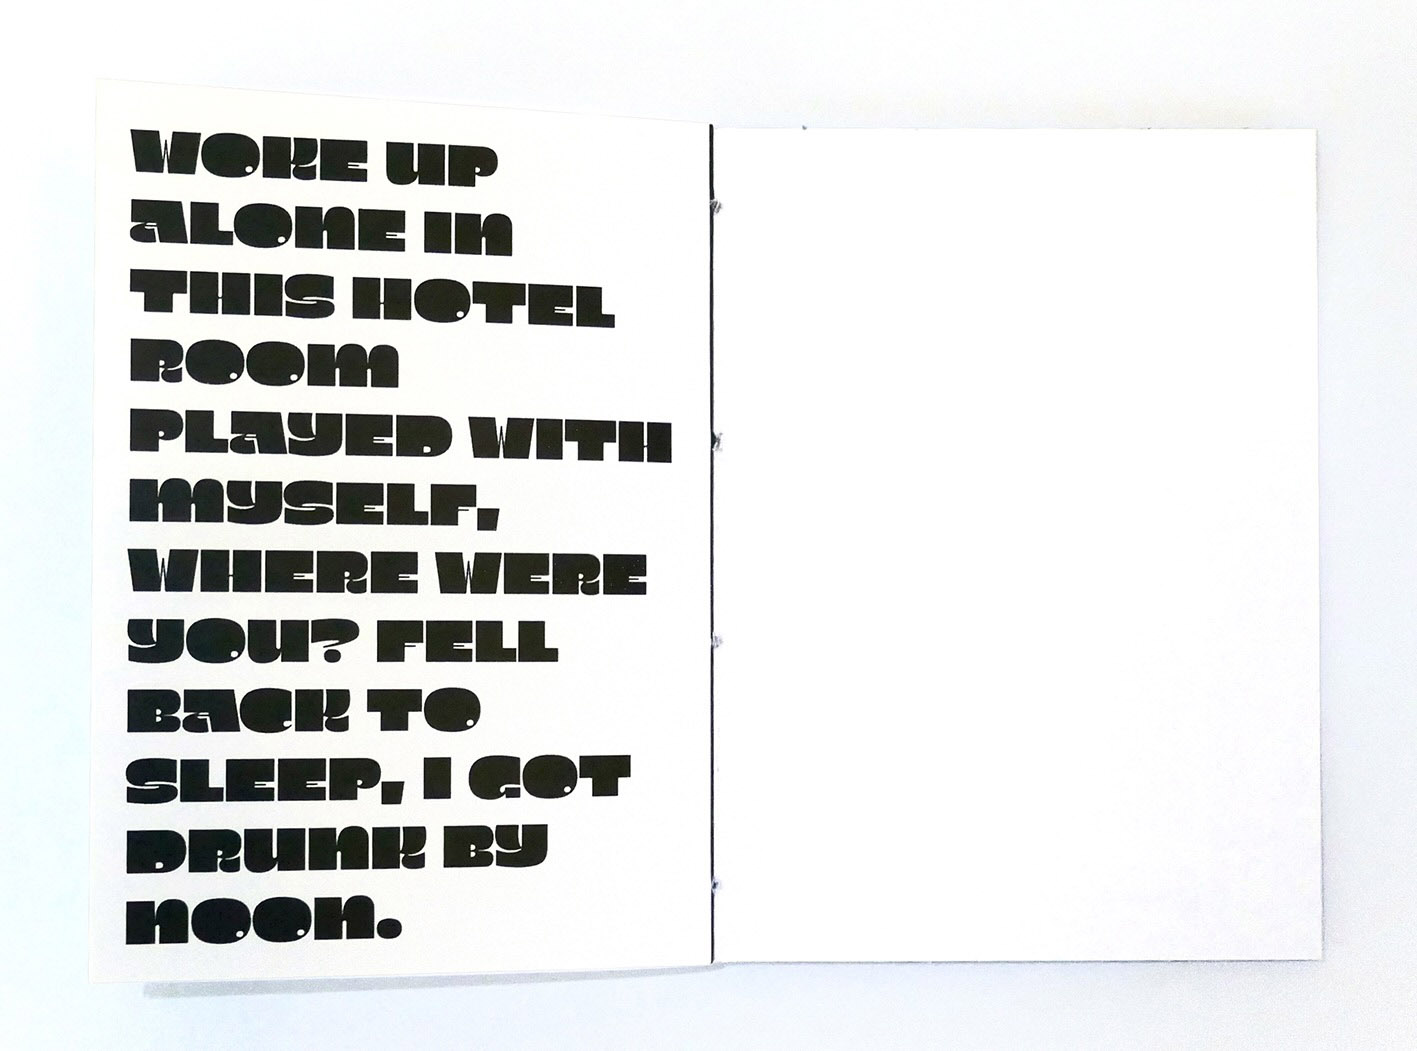 WOKE UP
ALONE IN
THIS HOTEL
ROOM
PLAYED WITH
MYSELF,
WHERE WERE
YOU? FELL
BACK TO
SLEEP, I GOT
DRUNK BY
NOON.